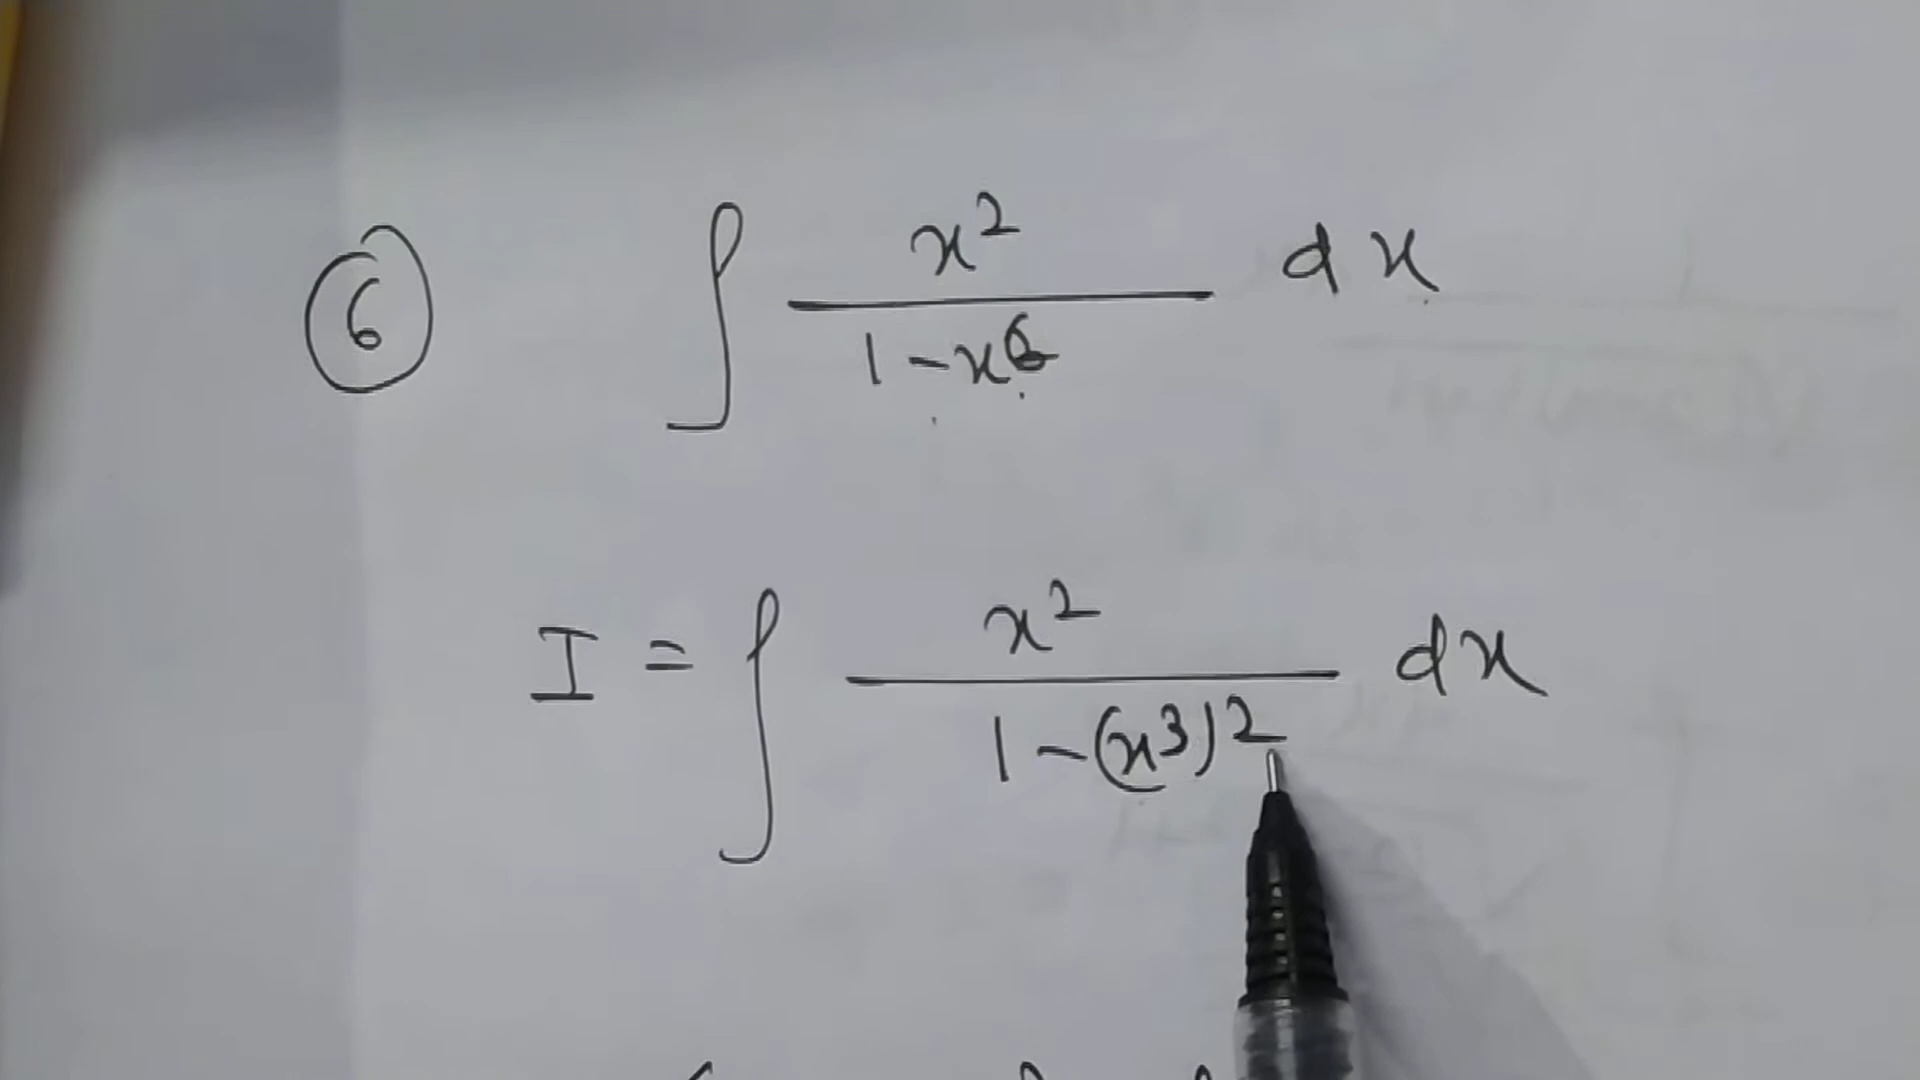 ⑥ ∫ x² / (1 - x⁶) dx
I = ∫ x² / (1 - (x³)²) dx